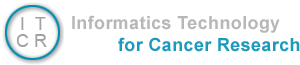 I T
C R
Informatics Technology
for Cancer Research